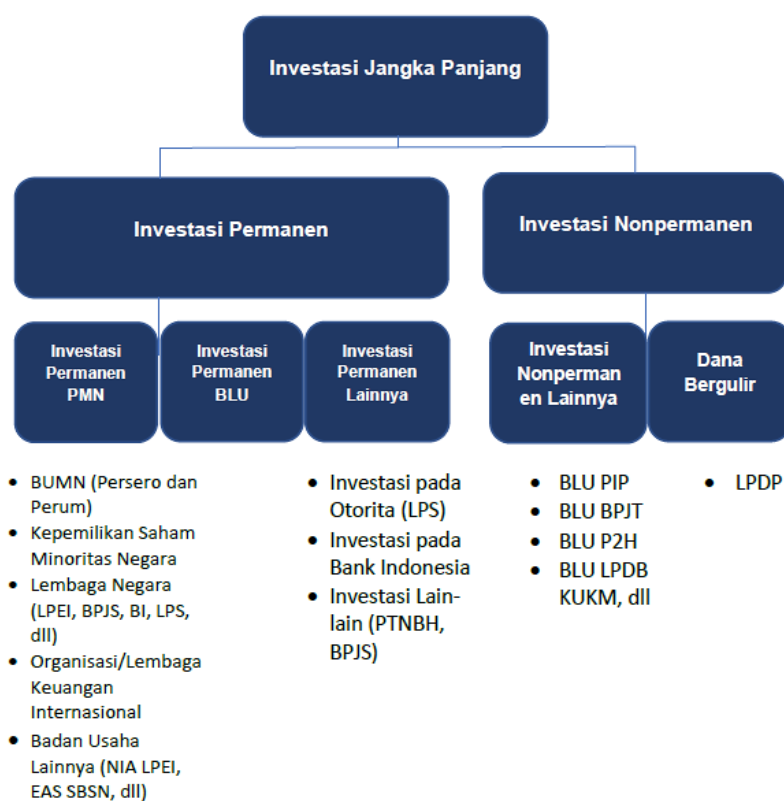 Investasi Jangka Panjang
Investasi Permanen
Investasi Nonpermanen
Investasi
Permanen
PMN
Investasi
Permanen
BLU
Investasi
Permanen
Lainnya
Investasi
Nonperman
en Lainnya
Dana
Bergulir
• BUMN (Persero dan
Perum)
• Kepemilikan Saham
Minoritas Negara
• Lembaga Negara
(LPEI, BPJS, BI, LPS,
dll)
• Organisasi/Lembaga
Keuangan
Internasional
• Badan Usaha
Lainnya (NIA LPEI,
EAS SBSN, dll)
• Investasi pada
Otorita (LPS)
• Investasi pada
Bank Indonesia
• Investasi Lain-
lain (PTNBH,
BPJS)
• BLU PIP
• BLU BPJT
• BLU P2H
• BLU LPDB
KUKM, dll
• LPDP